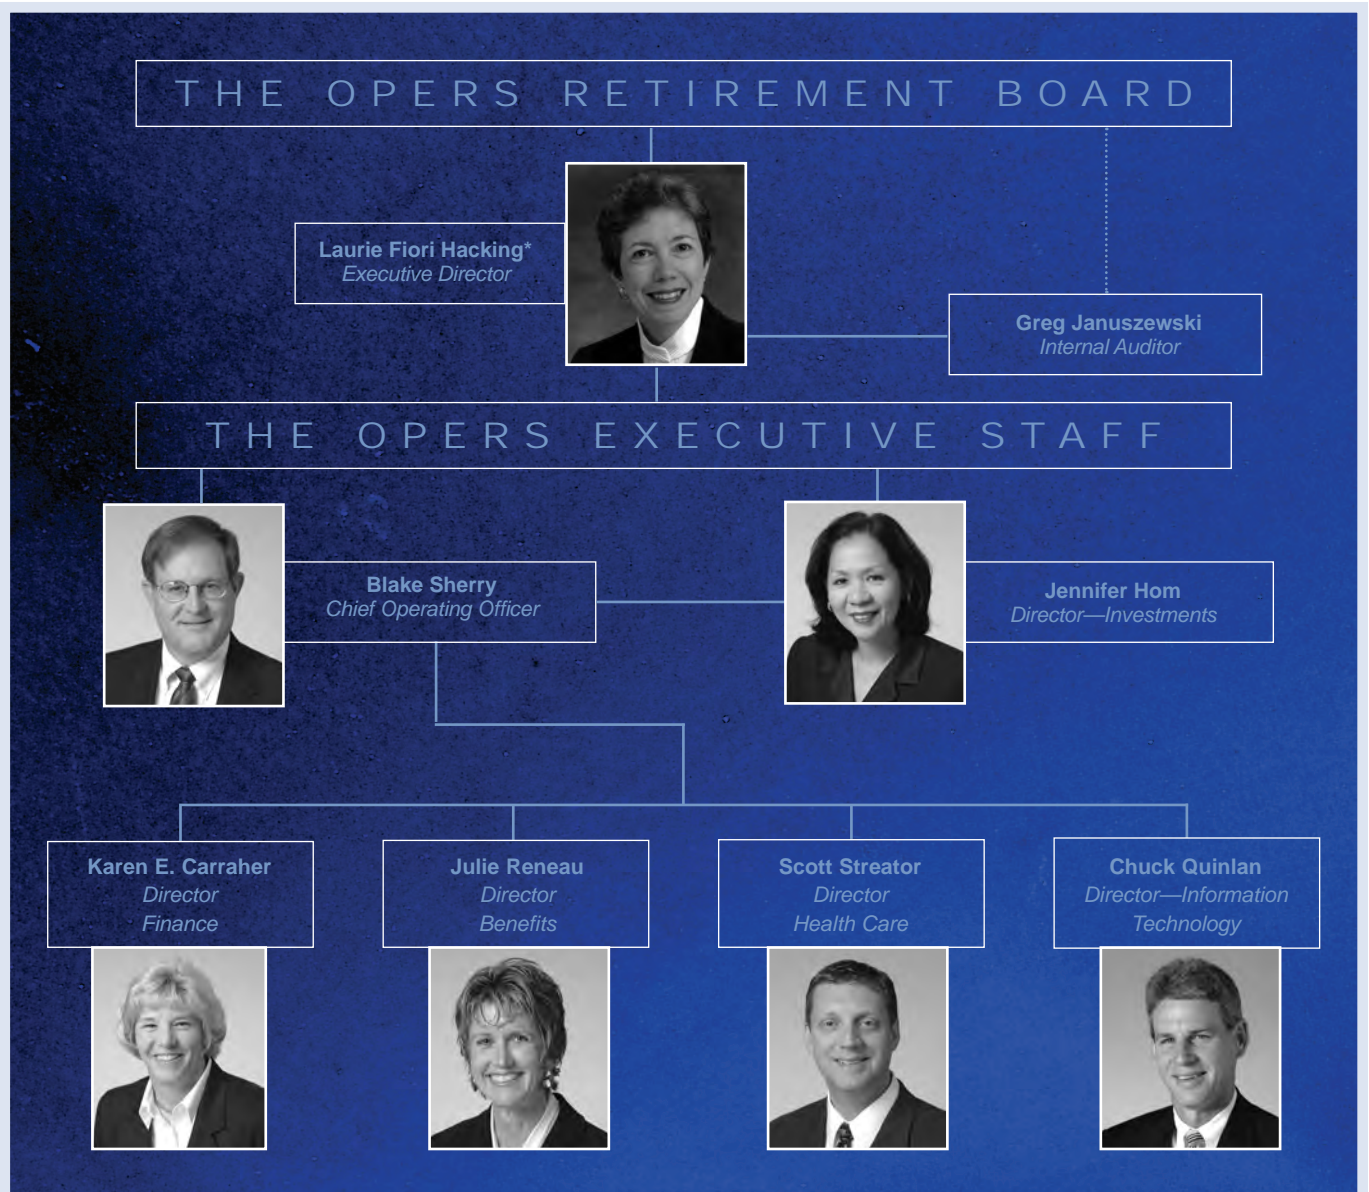 THE OPERS RETIREMENT BOARD
Laurie Fiori Hacking*
Executive Director
Greg Januszewski
Internal Auditor
THE OPERS EXECUTIVE STAFF
Blake Sherry
Chief Operating Officer
Jennifer Hom
Director—Investments
Karen E. Carraher
Director
Finance
Julie Reneau
Director
Benefits
Scott Streator
Director
Health Care
Chuck Quinlan
Director—Information
Technology